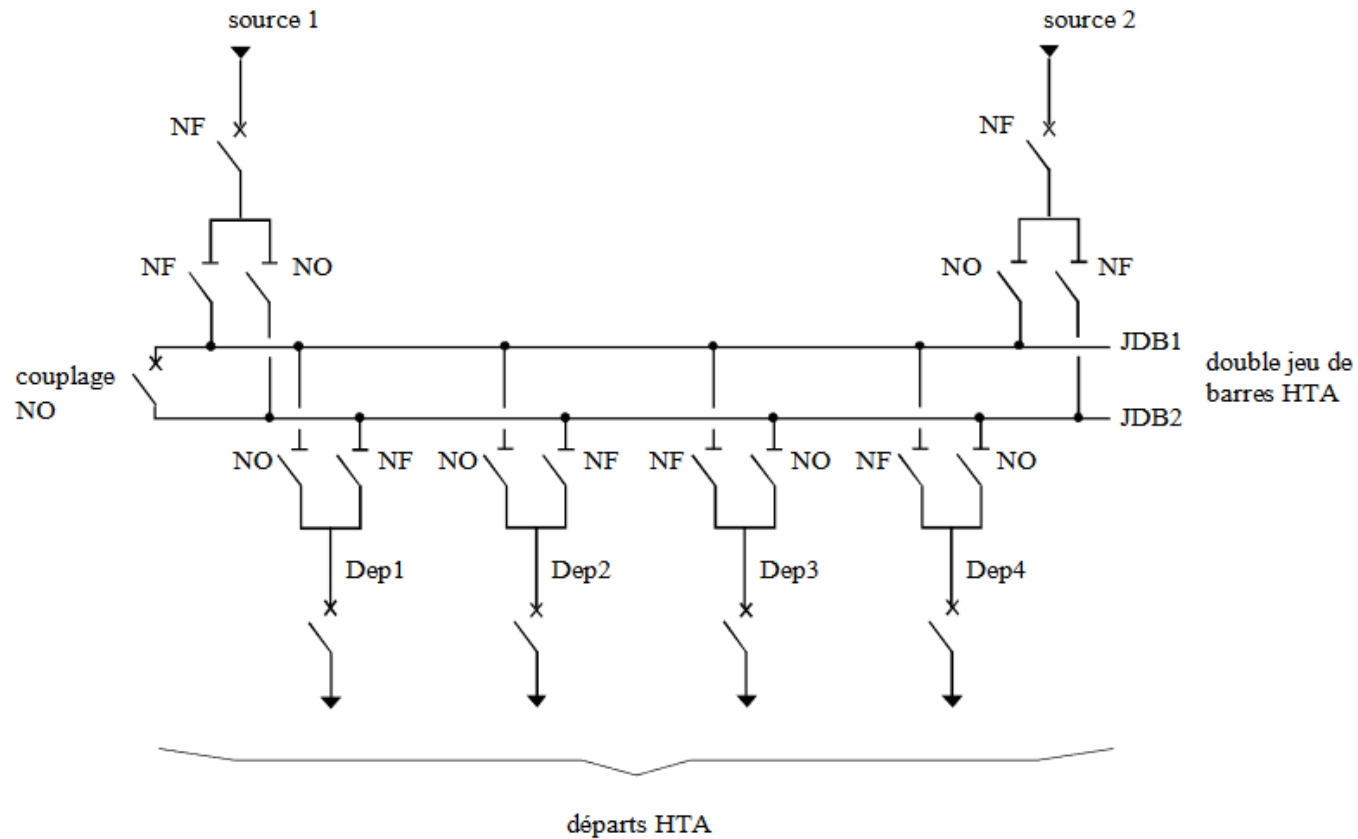 source 1
source 2
NF
NF
NF
NO
NO
NF
JDB1
couplage
NO
double jeu de
barres HTA
JDB2
NO
NF
NO
NF
NF
NO
NF
NO
Dep1
Dep2
Dep3
Dep4
départs HTA